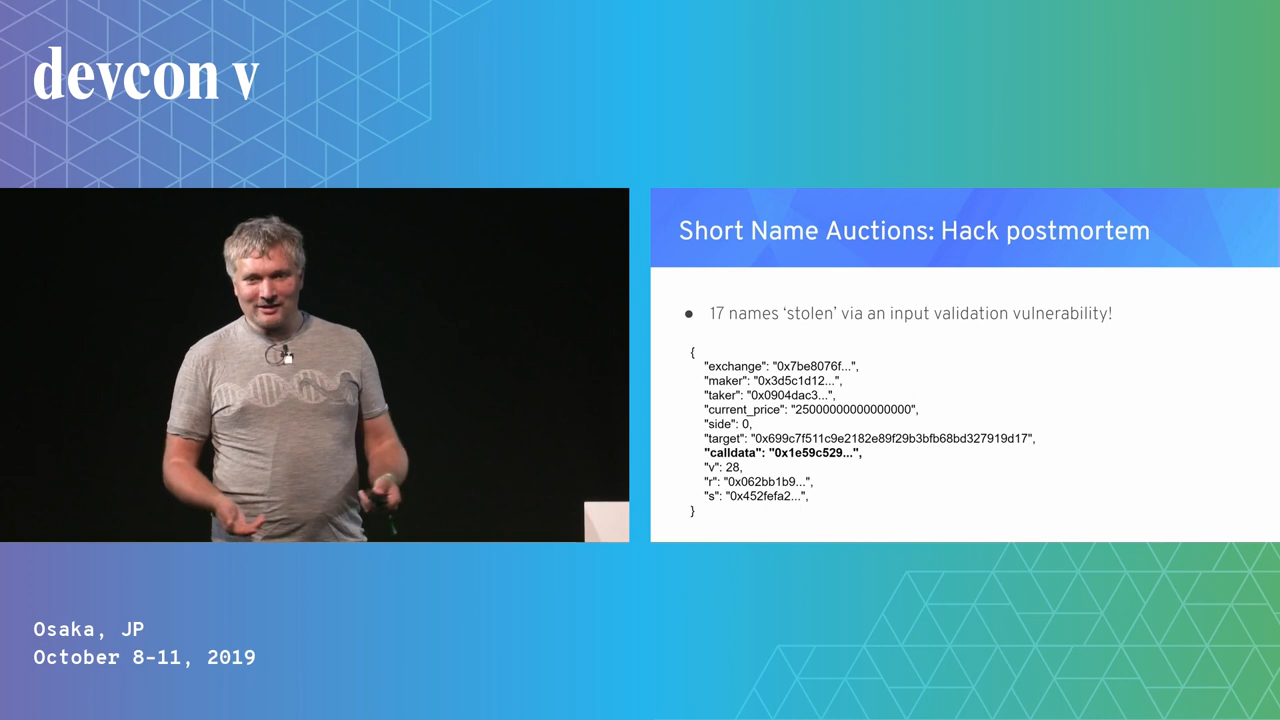 devcon v
Short Name Auctions: Hack postmortem
● 17 names ‘stolen’ via an input validation vulnerability!
{
"exchange": "0x7be8076f...",
"maker": "0x3d5c1d12...",
"taker": "0x0904dac3...",
"current_price": "25000000000000000",
"side": 0,
"target": "0x699c7f511c9e2182e89f29b3bfb68bd327919d17",
"calldata": "0x1e59c529...",
"v": 28,
"r": "0x062bb1b9...",
"s": "0x452fefa2...",
}
Osaka, JP
October 8-11, 2019